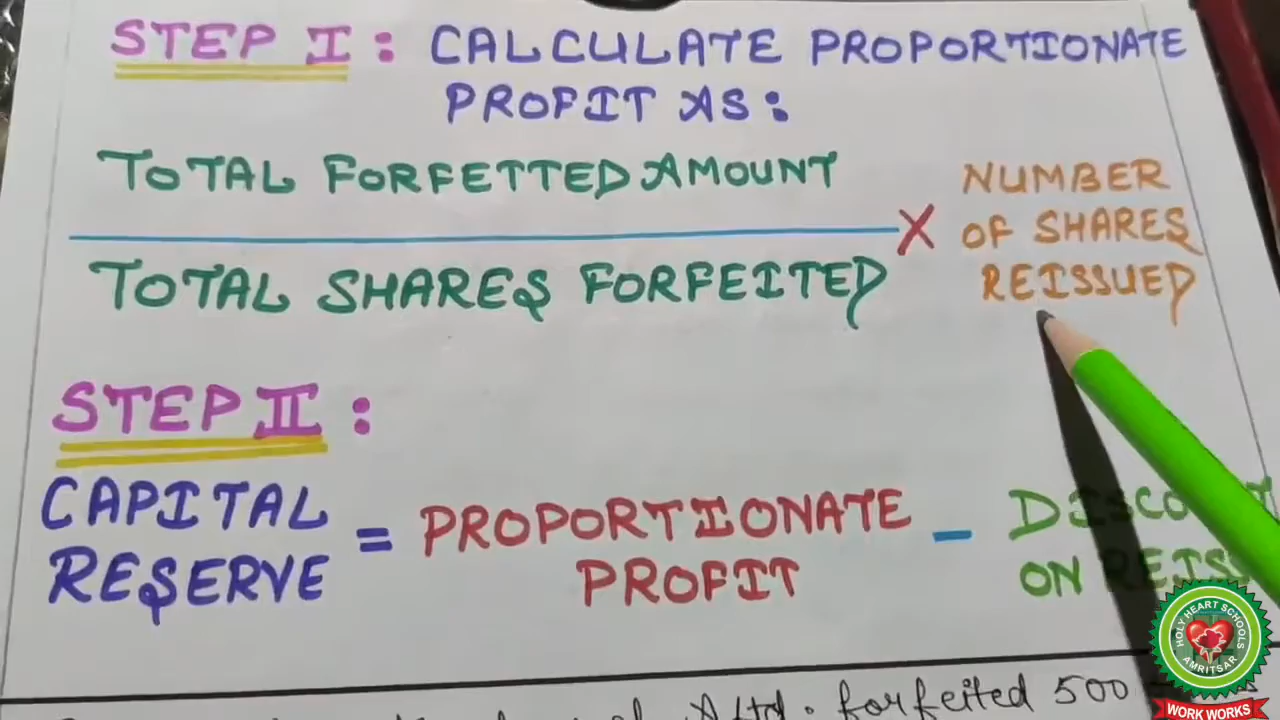 STEP I : CALCULATE PROPORTIONATE
PROFIT AS :
TOTAL FORFETTED AMOUNT
TOTAL SHARES FORFEITED
X
NUMBER
OF SHARES
REISSUED
STEP II :
CAPITAL
RESERVE
= PROPORTIONATE
PROFIT
-
ON
A Ltd. forfeited 500
HOLY HEART SCHOOLS
AMRITSAR
WORK WORKS